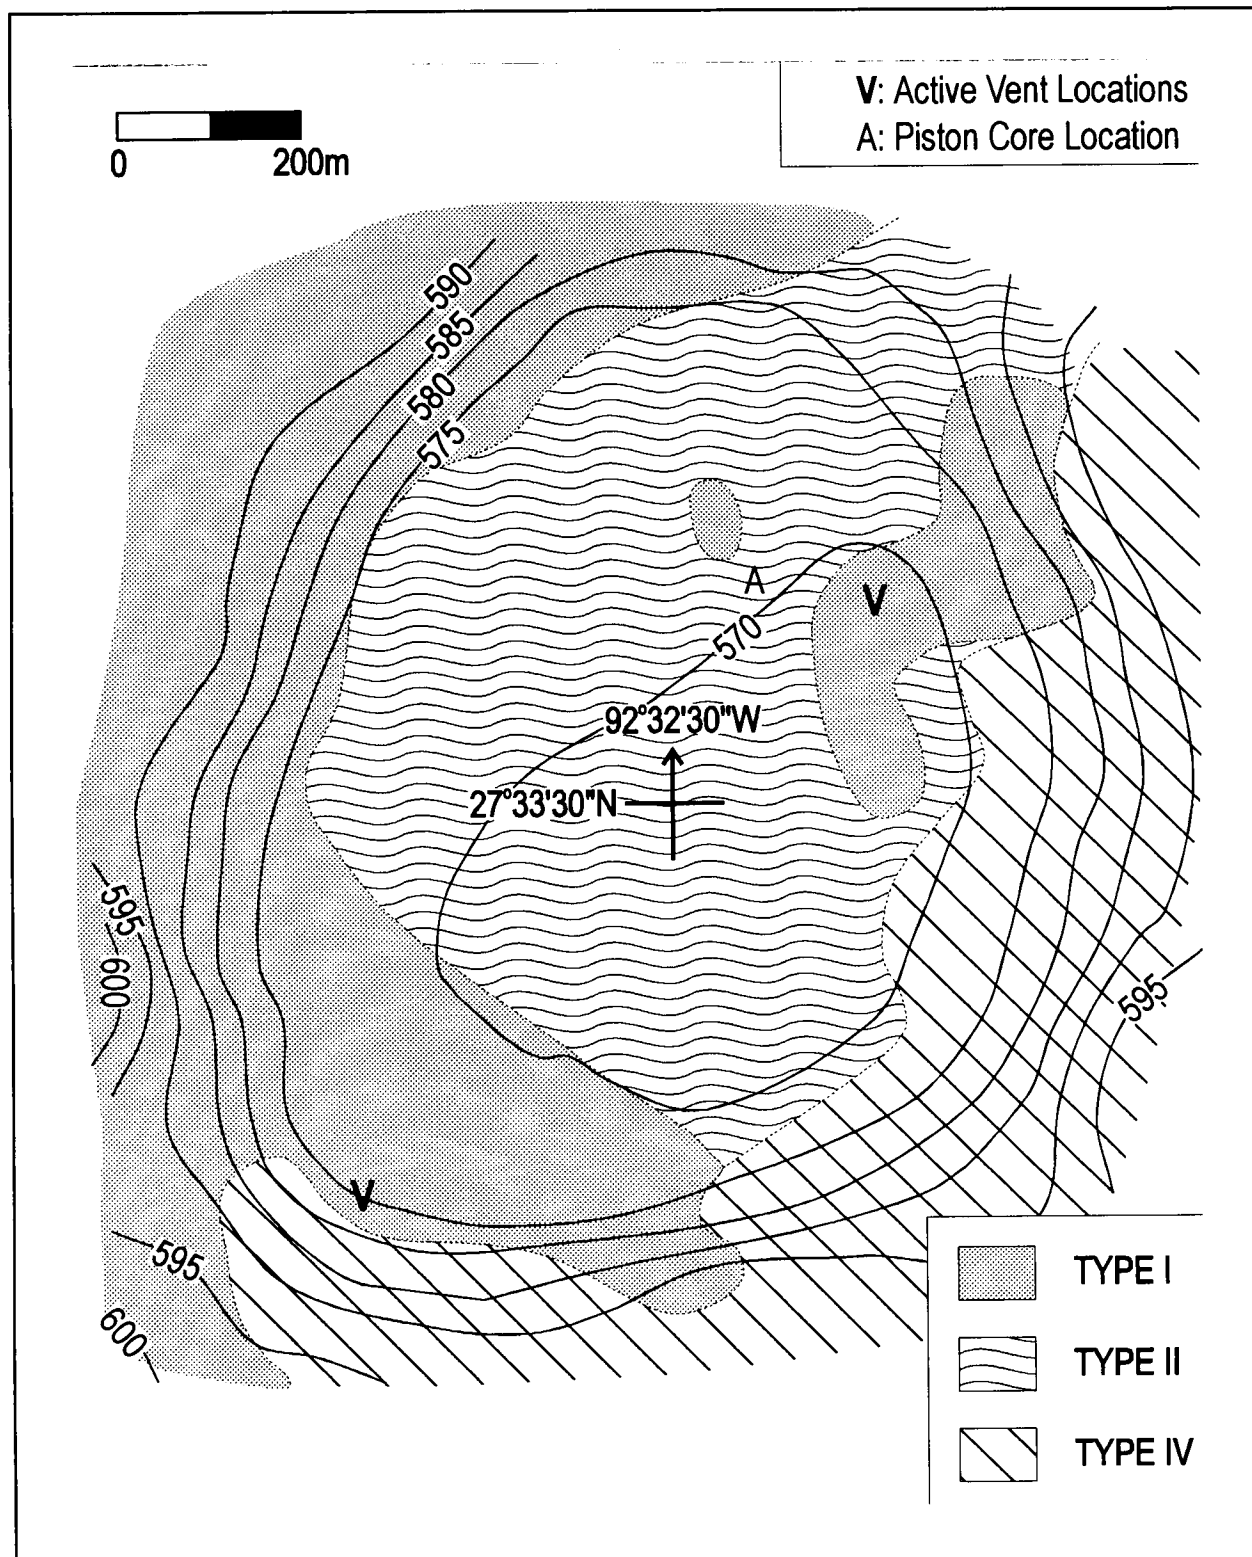 V: Active Vent Locations
A: Piston Core Location
0 200m
590
585
580
575
A
V
570
92°32'30"W
27°33'30"N
595
600
595
V
595
600
TYPE I
TYPE II
TYPE IV